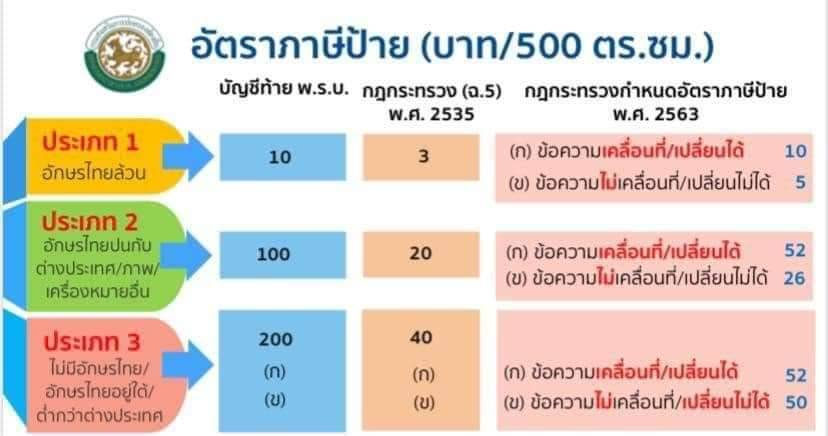 อัตราภาษีป้าย (บาท/500 ตร.ซม.)
บัญชีท้าย พ.ร.บ.
กฎกระทรวง (ฉ.5)
พ.ศ. 2535
กฎกระทรวงกำหนดอัตราภาษีป้าย
พ.ศ. 2563
ประเภท 1
อักษรไทยล้วน
10
3
(ก) ข้อความเคลื่อนที่/เปลี่ยนได้ 10
(ข) ข้อความไม่เคลื่อนที่/เปลี่ยนไม่ได้ 5
ประเภท 2
อักษรไทยปนกับ
ต่างประเทศ/ภาพ/
เครื่องหมายอื่น
100
20
(ก) ข้อความเคลื่อนที่/เปลี่ยนได้ 52
(ข) ข้อความไม่เคลื่อนที่/เปลี่ยนไม่ได้ 26
ประเภท 3
ไม่มีอักษรไทย/
อักษรไทยอยู่ใต้/
ต่ำกว่าต่างประเทศ
200
(ก)
(ข)
40
(ก)
(ข)
(ก) ข้อความเคลื่อนที่/เปลี่ยนได้ 52
(ข) ข้อความไม่เคลื่อนที่/เปลี่ยนไม่ได้ 50